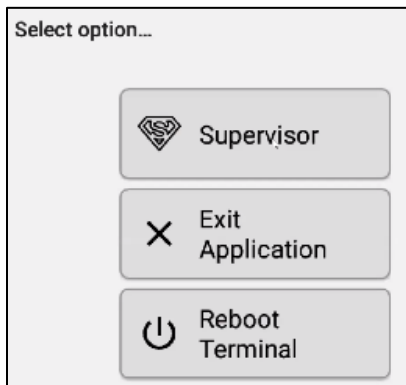 Select option...
Supervisor
Exit
Application
Reboot
Terminal